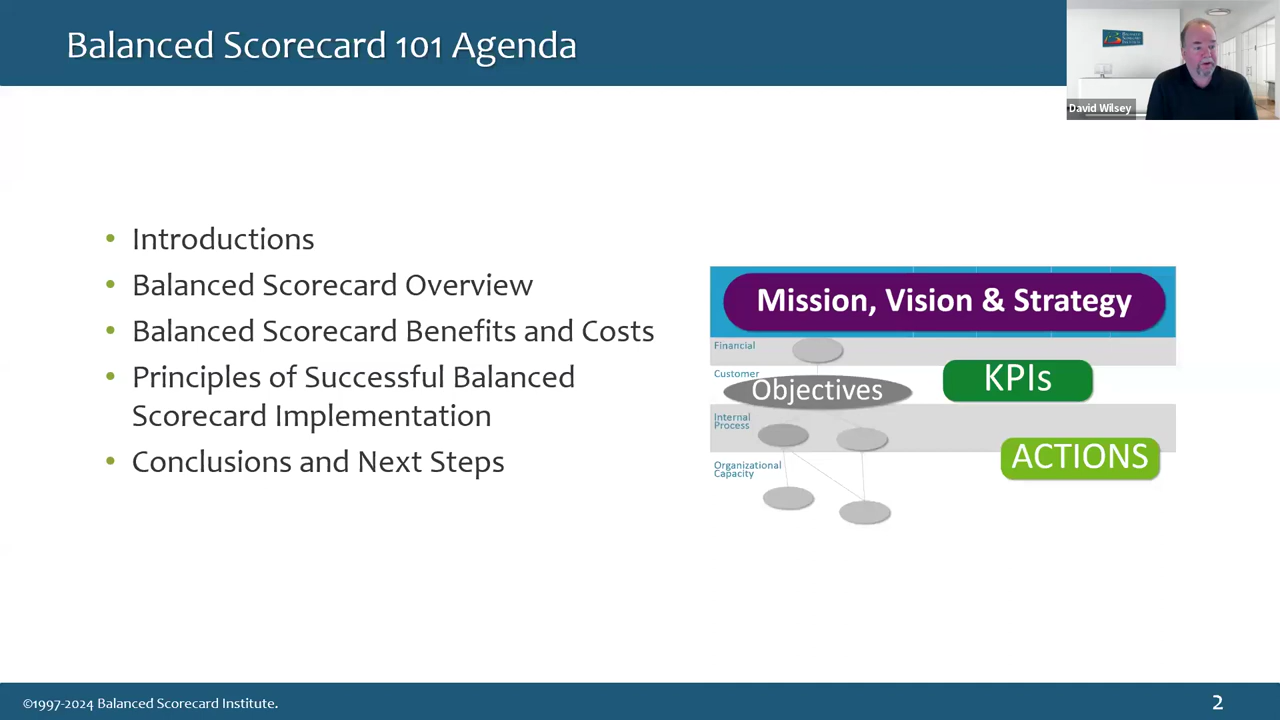 Balanced Scorecard 101 Agenda
David Wilsey
• Introductions
• Balanced Scorecard Overview
• Balanced Scorecard Benefits and Costs
• Principles of Successful Balanced
Scorecard Implementation
• Conclusions and Next Steps
Mission, Vision & Strategy
Financial
Customer
Objectives
KPIs
Internal
Process
ACTIONS
Organizational
Capacity
©1997-2024 Balanced Scorecard Institute.
2